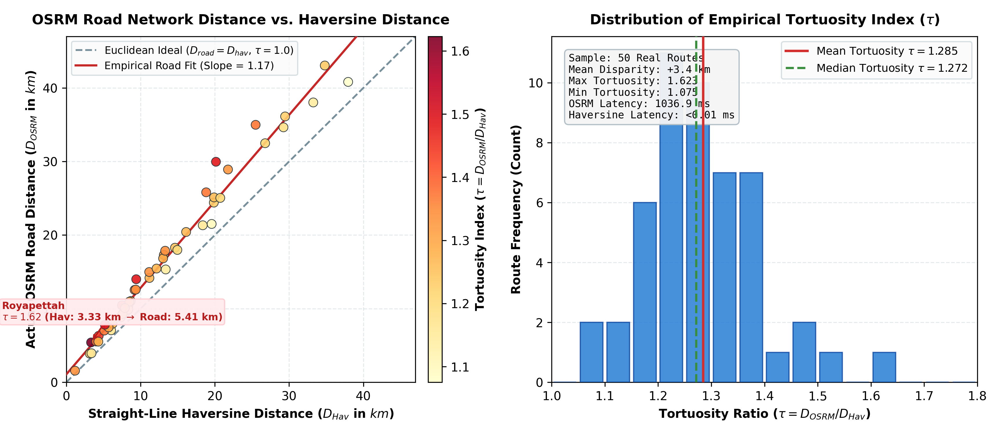 OSRM Road Network Distance vs. Haversine Distance
Euclidean Ideal (D_road = D_hav, τ = 1.0)
Empirical Road Fit (Slope = 1.17)
OSRM Road Distance (D_OSRM in km)
40
30
20
10
0
Royapettah
τ = 1.62 (Hav: 3.33 km → Road: 5.41 km)
0 10 20 30 40
Straight-Line Haversine Distance (D_Hav in km)
1.6
1.5
1.4
1.3
1.2
1.1
Tortuosity Index (τ = D_OSRM/D_Hav)
Distribution of Empirical Tortuosity Index (τ)
Sample: 50 Real Routes
Mean Disparity: +3.4 km
Max Tortuosity: 1.623
Min Tortuosity: 1.075
OSRM Latency: 1036.9 ms
Haversine Latency: <0.01 ms
Mean Tortuosity τ = 1.285
Median Tortuosity τ = 1.272
Route Frequency (Count)
10
8
6
4
2
0
1.0 1.1 1.2 1.3 1.4 1.5 1.6 1.7 1.8
Tortuosity Ratio (τ = D_OSRM/D_Hav)